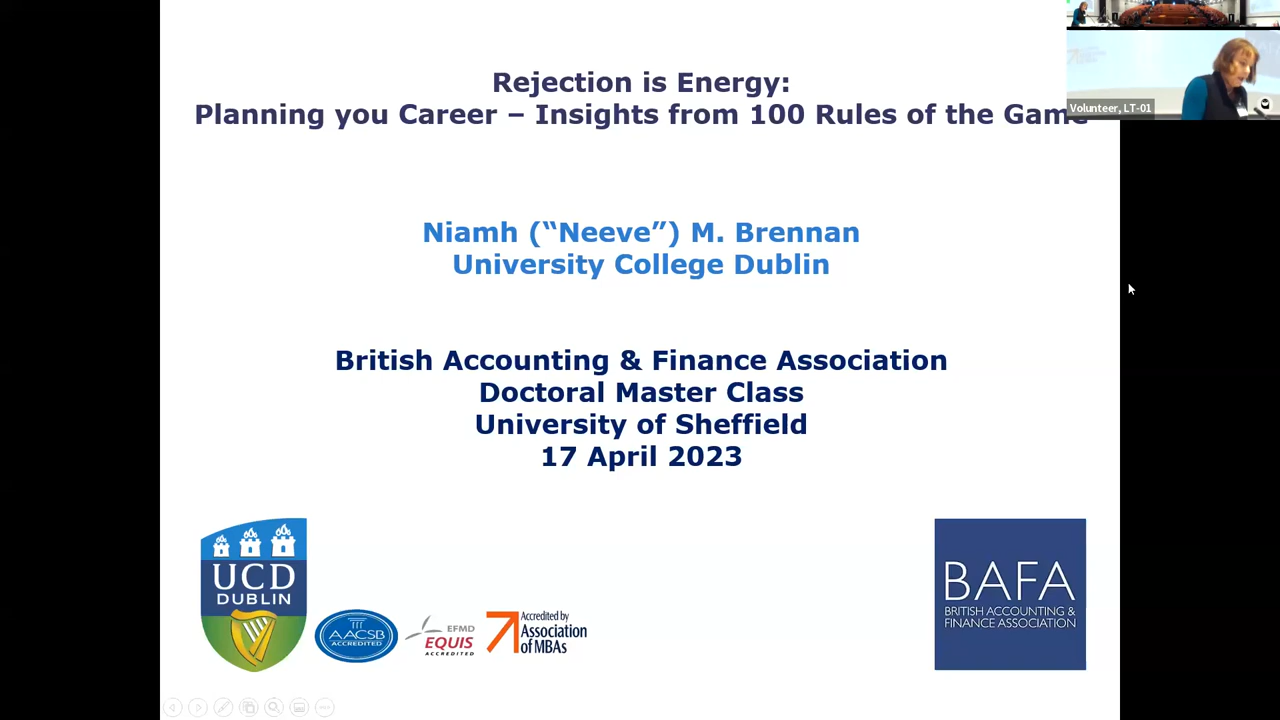 Rejection is Energy:
Planning you Career – Insights from 100 Rules of the Game
Volunteer, LT-01
Niamh (“Neeve”) M. Brennan
University College Dublin
British Accounting & Finance Association
Doctoral Master Class
University of Sheffield
17 April 2023
UCD
DUBLIN
AACSB
ACCREDITED
EFMD
EQUIS
ACCREDITED
Accredited by
Association
of MBAs
BAFA
BRITISH ACCOUNTING &
FINANCE ASSOCIATION